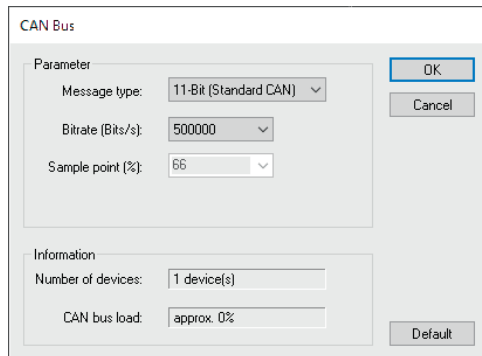 CAN Bus
Parameter
Message type: 11-Bit (Standard CAN)
Bitrate (Bits/s): 500000
Sample point (%): 66
OK
Cancel
Information
Number of devices: 1 device(s)
CAN bus load: approx. 0%
Default